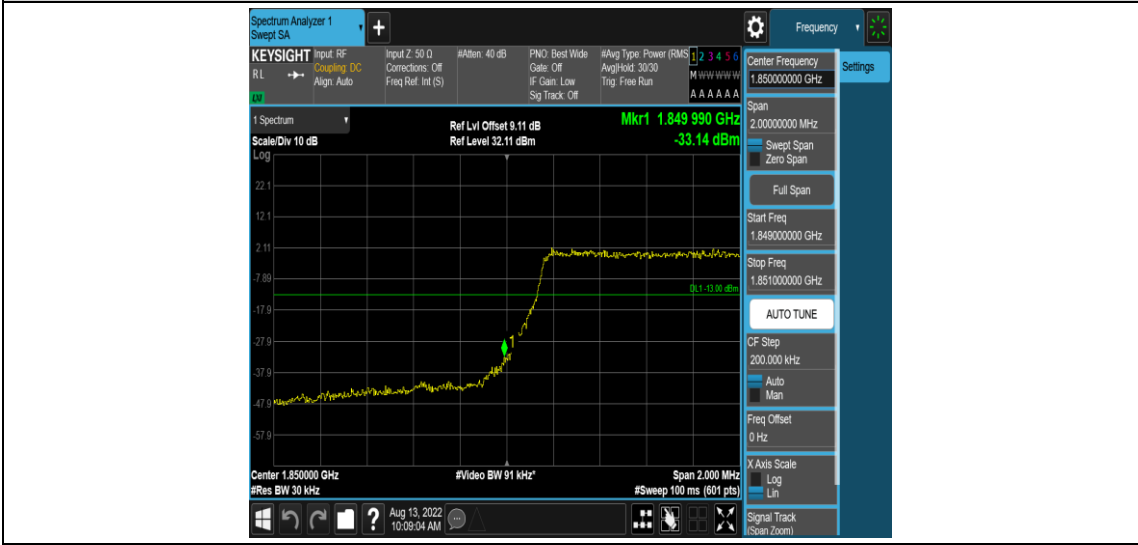 Spectrum Analyzer 1
Swept SA
+
Frequency
KEYSIGHT
RL
LM
Input: RF
Coupling: DC
Align: Auto
Input Z: 50 Ω
Corrections: Off
Freq Ref: Int (S)
#Atten: 40 dB
PNO: Best Wide
Gate: Off
IF Gain: Low
Sig Track: Off
#Avg Type: Power (RMS
Avg|Hold: 30/30
Trig: Free Run
1 2 3 4 5 6
M W W W W W
A A A A A A
1 Spectrum
Scale/Div 10 dB
Log
Ref Lvl Offset 9.11 dB
Ref Level 32.11 dBm
Mkr1 1.849 990 GHz
-33.14 dBm
22.1
12.1
2.11
-7.89
DL1 -13.00 dBm
-17.9
-27.9
1
-37.9
-47.9
-57.9
Center 1.850000 GHz
#Video BW 91 kHz*
Span 2.000 MHz
#Res BW 30 kHz
#Sweep 100 ms (601 pts)
?
Aug 13, 2022
10:09:04 AM
Center Frequency
1.850000000 GHz
Settings
Span
2.00000000 MHz
Swept Span
Zero Span
Full Span
Start Freq
1.849000000 GHz
Stop Freq
1.851000000 GHz
AUTO TUNE
CF Step
200.000 kHz
Auto
Man
Freq Offset
0 Hz
X Axis Scale
Log
Lin
Signal Track
(Span Zoom)